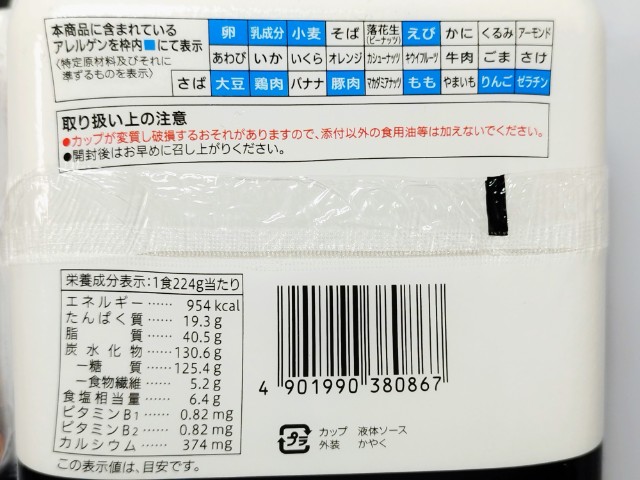 本商品に含まれている
アレルゲンを枠内■にて表示
〈特定原材料及びそれに
準ずるものを表示〉
卵 乳成分 小麦 そば 落花生(ピーナッツ) えび かに くるみ アーモンド
あわび いか いくら オレンジ カシューナッツ キウイフルーツ 牛肉 ごま さけ
さば 大豆 鶏肉 バナナ 豚肉 マカダミアナッツ もも やまいも りんご ゼラチン
取り扱い上の注意
●カップが変質し破損するおそれがありますので、添付以外の食用油等は加えないでください。
●開封後はお早めに召し上がりください。
栄養成分表示:1食224g当たり
エネルギー…… 954 kcal
たんぱく質…… 19.3 g
脂質…… 40.5 g
炭水化物……130.6 g
―糖質……125.4 g
―食物繊維…… 5.2 g
食塩相当量…… 6.4 g
ビタミンB1…… 0.82 mg
ビタミンB2…… 0.82 mg
カルシウム…… 374 mg
この表示値は、目安です。
4 901990 380867
プラ
カップ 液体ソース
外装 かやく